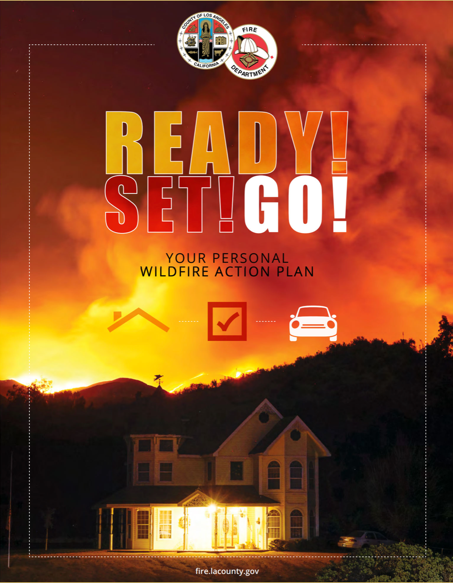 COUNTY OF LOS ANGELES
CALIFORNIA
FIRE
DEPARTMENT
READY!
SET!GO!
YOUR PERSONAL
WILDFIRE ACTION PLAN
fire.lacounty.gov